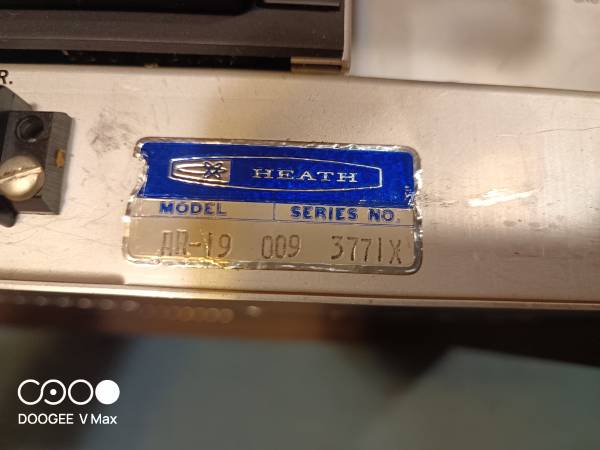 R.
HEATH
MODEL SERIES NO.
AR-19 009 3771X
DOOGEE V Max